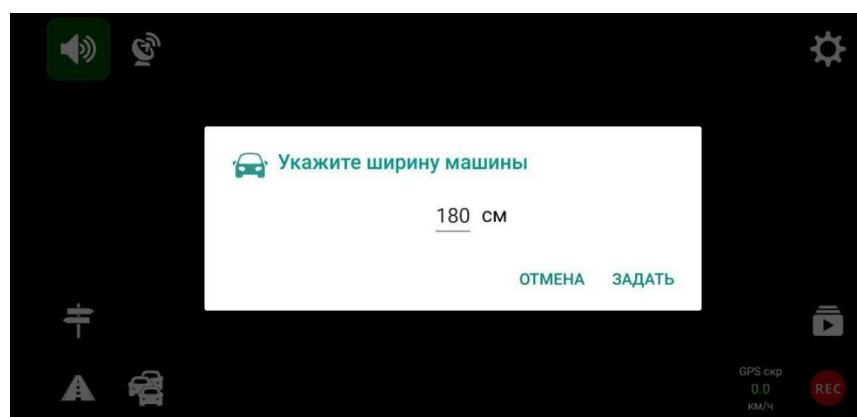 Укажите ширину машины
180 см
ОТМЕНА ЗАДАТЬ
GPS скр
0.0
км/ч
REC